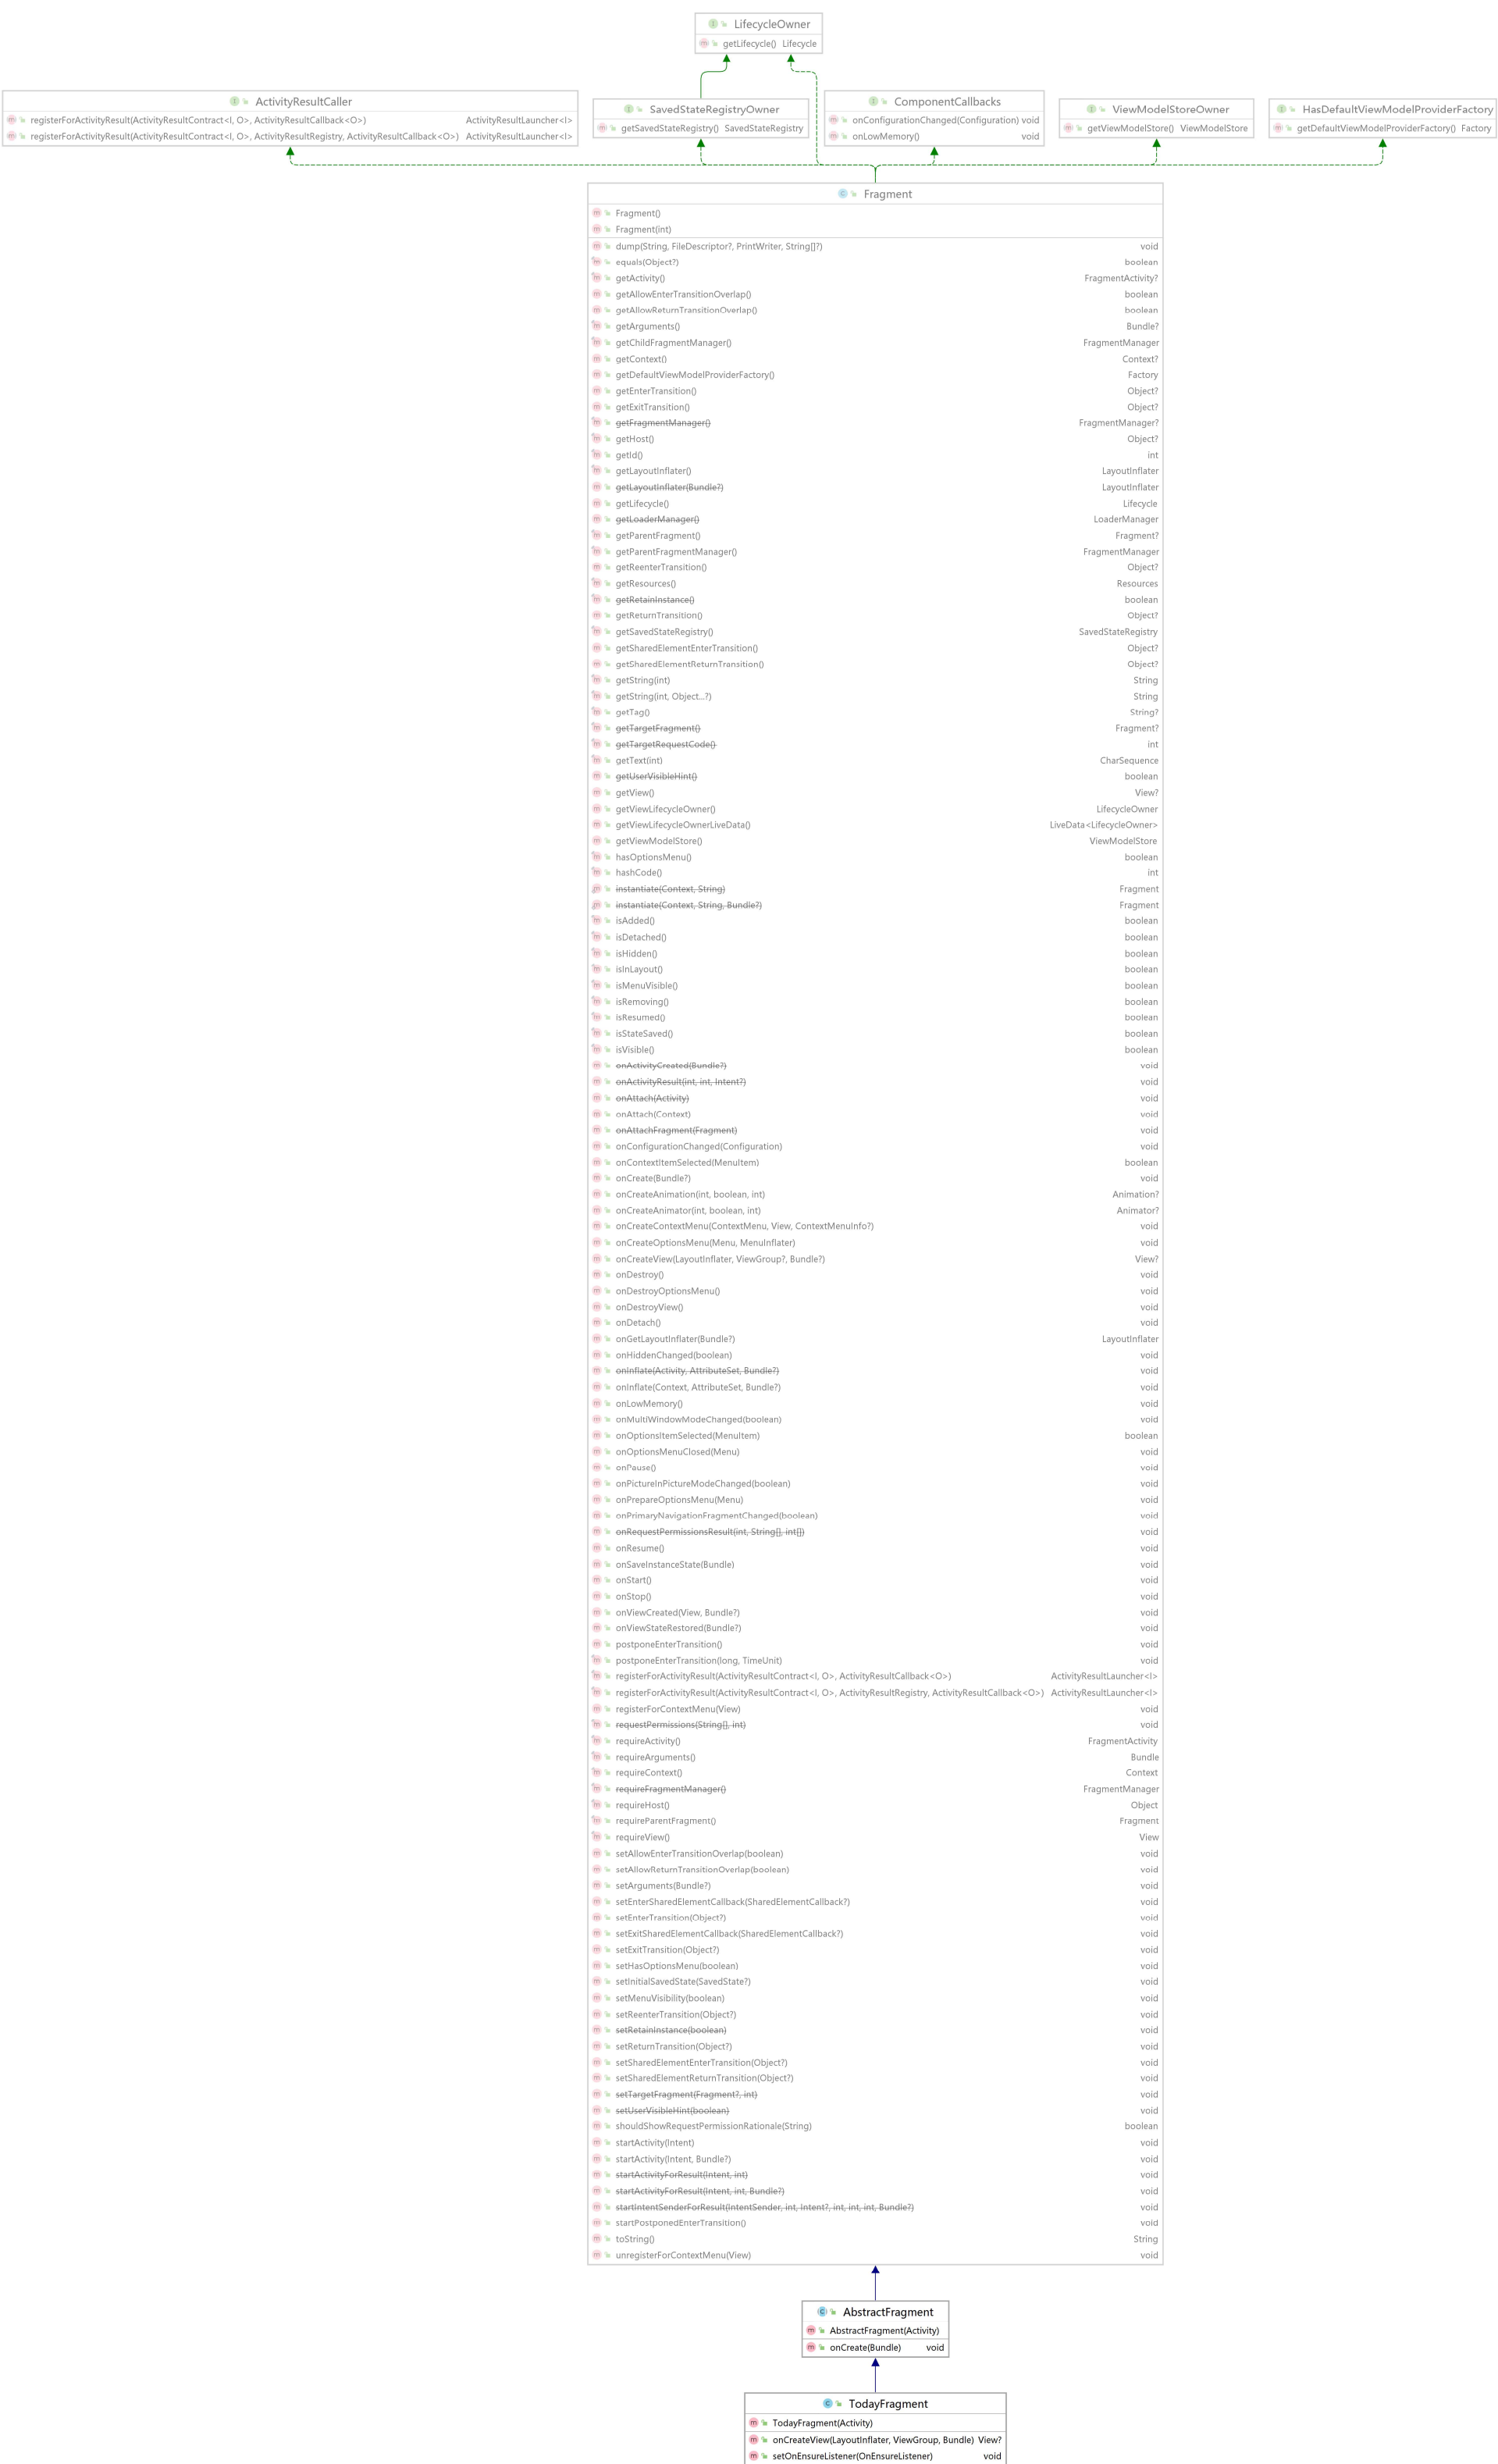 LifecycleOwner
getLifecycle() Lifecycle
ActivityResultCaller
registerForActivityResult(ActivityResultContract<I, O>, ActivityResultCallback<O>) ActivityResultLauncher<I>
registerForActivityResult(ActivityResultContract<I, O>, ActivityResultRegistry, ActivityResultCallback<O>) ActivityResultLauncher<I>
SavedStateRegistryOwner
getSavedStateRegistry() SavedStateRegistry
ComponentCallbacks
onConfigurationChanged(Configuration) void
onLowMemory() void
ViewModelStoreOwner
getViewModelStore() ViewModelStore
HasDefaultViewModelProviderFactory
getDefaultViewModelProviderFactory() Factory
Fragment
Fragment()
Fragment(int)
dump(String, FileDescriptor?, PrintWriter, String[]?) void
equals(Object?) boolean
getActivity() FragmentActivity?
getAllowEnterTransitionOverlap() boolean
getAllowReturnTransitionOverlap() boolean
getArguments() Bundle?
getChildFragmentManager() FragmentManager
getContext() Context?
getDefaultViewModelProviderFactory() Factory
getEnterTransition() Object?
getExitTransition() Object?
getFragmentManager() FragmentManager?
getHost() Object?
getId() int
getLayoutInflater() LayoutInflater
getLayoutInflater(Bundle?) LayoutInflater
getLifecycle() Lifecycle
getLoaderManager() LoaderManager
getParentFragment() Fragment?
getParentFragmentManager() FragmentManager
getReenterTransition() Object?
getResources() Resources
getRetainInstance() boolean
getReturnTransition() Object?
getSavedStateRegistry() SavedStateRegistry
getSharedElementEnterTransition() Object?
getSharedElementReturnTransition() Object?
getString(int) String
getString(int, Object...?) String
getTag() String?
getTargetFragment() Fragment?
getTargetRequestCode() int
getText(int) CharSequence
getUserVisibleHint() boolean
getView() View?
getViewLifecycleOwner() LifecycleOwner
getViewLifecycleOwnerLiveData() LiveData<LifecycleOwner>
getViewModelStore() ViewModelStore
hasOptionsMenu() boolean
hashCode() int
instantiate(Context, String) Fragment
instantiate(Context, String, Bundle?) Fragment
isAdded() boolean
isDetached() boolean
isHidden() boolean
isInLayout() boolean
isMenuVisible() boolean
isRemoving() boolean
isResumed() boolean
isStateSaved() boolean
isVisible() boolean
onActivityCreated(Bundle?) void
onActivityResult(int, int, Intent?) void
onAttach(Activity) void
onAttach(Context) void
onAttachFragment(Fragment) void
onConfigurationChanged(Configuration) void
onContextItemSelected(MenuItem) boolean
onCreate(Bundle?) void
onCreateAnimation(int, boolean, int) Animation?
onCreateAnimator(int, boolean, int) Animator?
onCreateContextMenu(ContextMenu, View, ContextMenuInfo?) void
onCreateOptionsMenu(Menu, MenuInflater) void
onCreateView(LayoutInflater, ViewGroup?, Bundle?) View?
onDestroy() void
onDestroyOptionsMenu() void
onDestroyView() void
onDetach() void
onGetLayoutInflater(Bundle?) LayoutInflater
onHiddenChanged(boolean) void
onInflate(Activity, AttributeSet, Bundle?) void
onInflate(Context, AttributeSet, Bundle?) void
onLowMemory() void
onMultiWindowModeChanged(boolean) void
onOptionsItemSelected(MenuItem) boolean
onOptionsMenuClosed(Menu) void
onPause() void
onPictureInPictureModeChanged(boolean) void
onPrepareOptionsMenu(Menu) void
onPrimaryNavigationFragmentChanged(boolean) void
onRequestPermissionsResult(int, String[], int[]) void
onResume() void
onSaveInstanceState(Bundle) void
onStart() void
onStop() void
onViewCreated(View, Bundle?) void
onViewStateRestored(Bundle?) void
postponeEnterTransition() void
postponeEnterTransition(long, TimeUnit) void
registerForActivityResult(ActivityResultContract<I, O>, ActivityResultCallback<O>) ActivityResultLauncher<I>
registerForActivityResult(ActivityResultContract<I, O>, ActivityResultRegistry, ActivityResultCallback<O>) ActivityResultLauncher<I>
registerForContextMenu(View) void
requestPermissions(String[], int) void
requireActivity() FragmentActivity
requireArguments() Bundle
requireContext() Context
requireFragmentManager() FragmentManager
requireHost() Object
requireParentFragment() Fragment
requireView() View
setAllowEnterTransitionOverlap(boolean) void
setAllowReturnTransitionOverlap(boolean) void
setArguments(Bundle?) void
setEnterSharedElementCallback(SharedElementCallback?) void
setEnterTransition(Object?) void
setExitSharedElementCallback(SharedElementCallback?) void
setExitTransition(Object?) void
setHasOptionsMenu(boolean) void
setInitialSavedState(SavedState?) void
setMenuVisibility(boolean) void
setReenterTransition(Object?) void
setRetainInstance(boolean) void
setReturnTransition(Object?) void
setSharedElementEnterTransition(Object?) void
setSharedElementReturnTransition(Object?) void
setTargetFragment(Fragment?, int) void
setUserVisibleHint(boolean) void
shouldShowRequestPermissionRationale(String) boolean
startActivity(Intent) void
startActivity(Intent, Bundle?) void
startActivityForResult(Intent, int) void
startActivityForResult(Intent, int, Bundle?) void
startIntentSenderForResult(IntentSender, int, Intent?, int, int, int, Bundle?) void
startPostponedEnterTransition() void
toString() String
unregisterForContextMenu(View) void
AbstractFragment
AbstractFragment(Activity)
onCreate(Bundle) void
TodayFragment
TodayFragment(Activity)
onCreateView(LayoutInflater, ViewGroup, Bundle) View?
setOnEnsureListener(OnEnsureListener) void